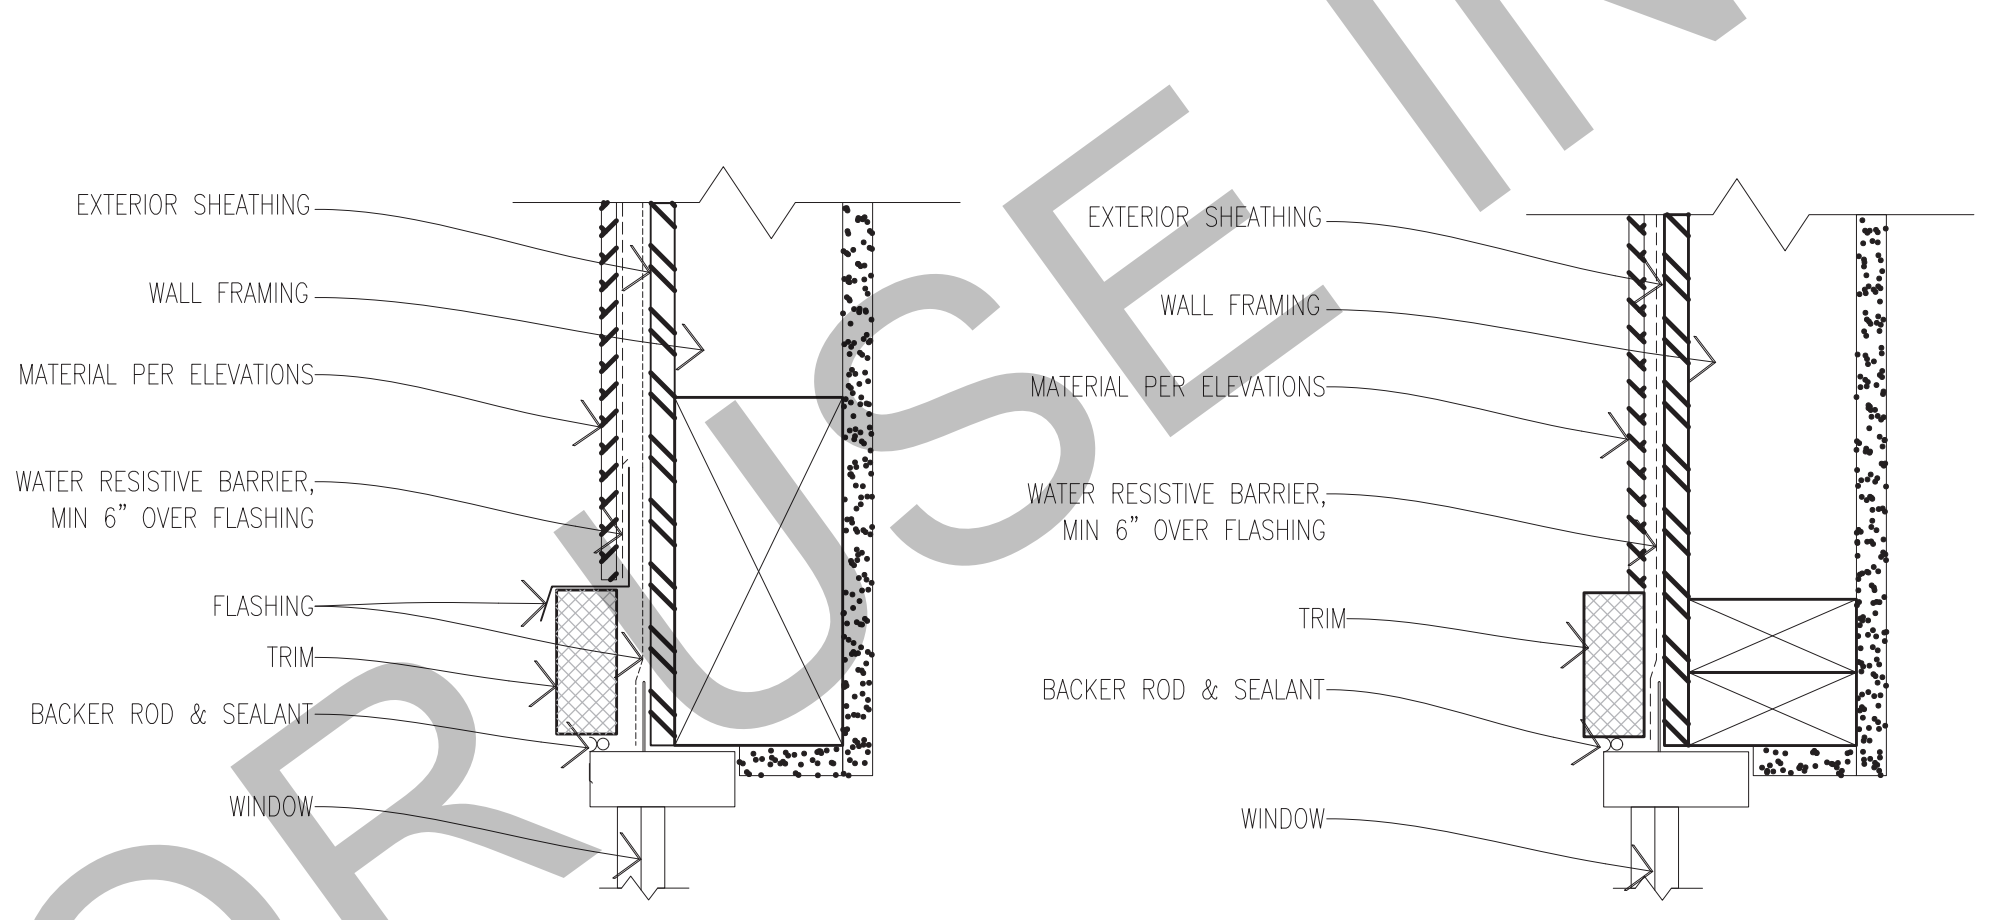 EXTERIOR SHEATHING
WALL FRAMING
MATERIAL PER ELEVATIONS
WATER RESISTIVE BARRIER,
MIN 6” OVER FLASHING
FLASHING
TRIM
BACKER ROD & SEALANT
WINDOW
EXTERIOR SHEATHING
WALL FRAMING
MATERIAL PER ELEVATIONS
WATER RESISTIVE BARRIER,
MIN 6” OVER FLASHING
TRIM
BACKER ROD & SEALANT
WINDOW
OR USE IN